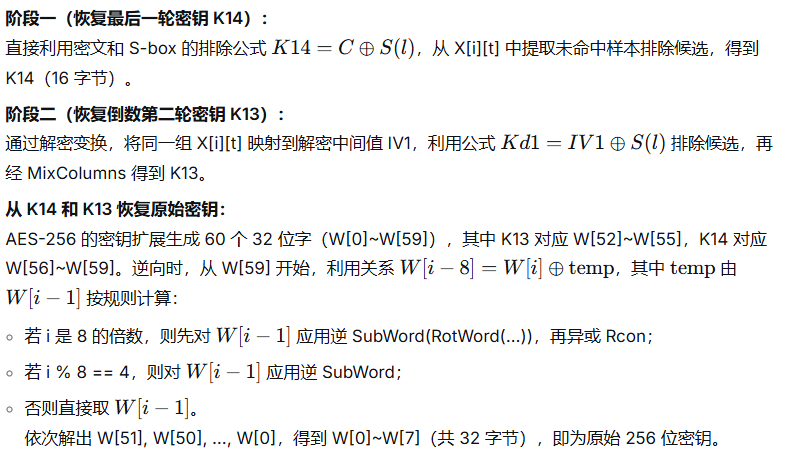 阶段一（恢复最后一轮密钥 K14）：
直接利用密文和 S-box 的排除公式 K14 = C ⊕ S(l)，从 X[i][t] 中提取未命中样本排除候选，得到
K14（16 字节）。
阶段二（恢复倒数第二轮密钥 K13）：
通过解密变换，将同一组 X[i][t] 映射到解密中间值 IV1，利用公式 Kd1 = IV1 ⊕ S(l) 排除候选，再
经 MixColumns 得到 K13。
从 K14 和 K13 恢复原始密钥：
AES-256 的密钥扩展生成 60 个 32 位字（W[0]~W[59]），其中 K13 对应 W[52]~W[55]，K14 对应
W[56]~W[59]。逆向时，从 W[59] 开始，利用关系 W[i − 8] = W[i] ⊕ temp，其中 temp 由
W[i − 1] 按规则计算：
○ 若 i 是 8 的倍数，则先对 W[i − 1] 应用逆 SubWord(RotWord(...))，再异或 Rcon；
○ 若 i % 8 == 4，则对 W[i − 1] 应用逆 SubWord；
○ 否则直接取 W[i − 1]。
依次解出 W[51], W[50], ..., W[0]，得到 W[0]~W[7]（共 32 字节），即为原始 256 位密钥。